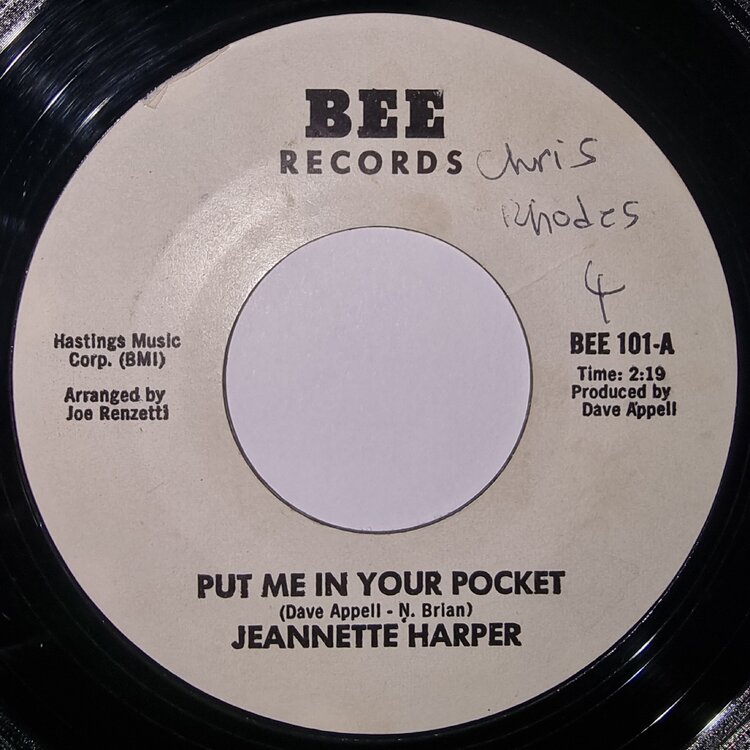 BEE
RECORDS
Chris
Rhodes
4
Hastings Music
Corp. (BMI)
Arranged by
Joe Renzetti
BEE 101-A
Time: 2:19
Produced by
Dave Appell
PUT ME IN YOUR POCKET
(Dave Appell - N. Brian)
JEANNETTE HARPER